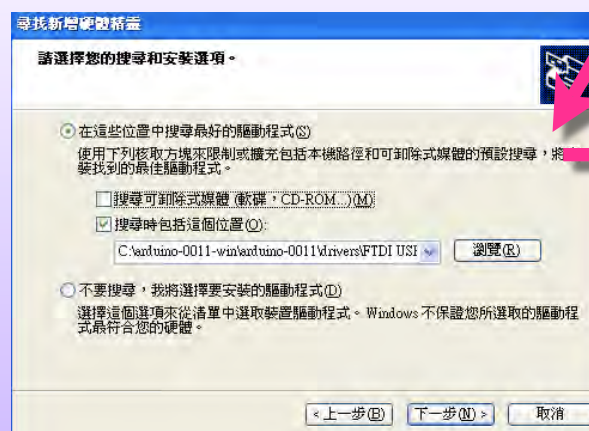 尋找新增硬體精靈
請選擇您的搜尋和安裝選項。
在這些位置中搜尋最好的驅動程式(S)
使用下列核取方塊來限制或擴充包括本機路徑和可卸除式媒體的預設搜尋,將
裝找到的最佳驅動程式。
搜尋可卸除式媒體 (軟碟,CD-ROM...)(M)
搜尋時包括這個位置(O):
C:\arduino-0011-win\arduino-0011\drivers\FTDI USI
瀏覽(R)
不要搜尋,我將選擇要安裝的驅動程式(D)
選擇這個選項來從清單中選取裝置驅動程式。Windows 不保證您所選取的驅動程
式最符合您的硬體。
<上一步(B)
下一步(N)>
取消